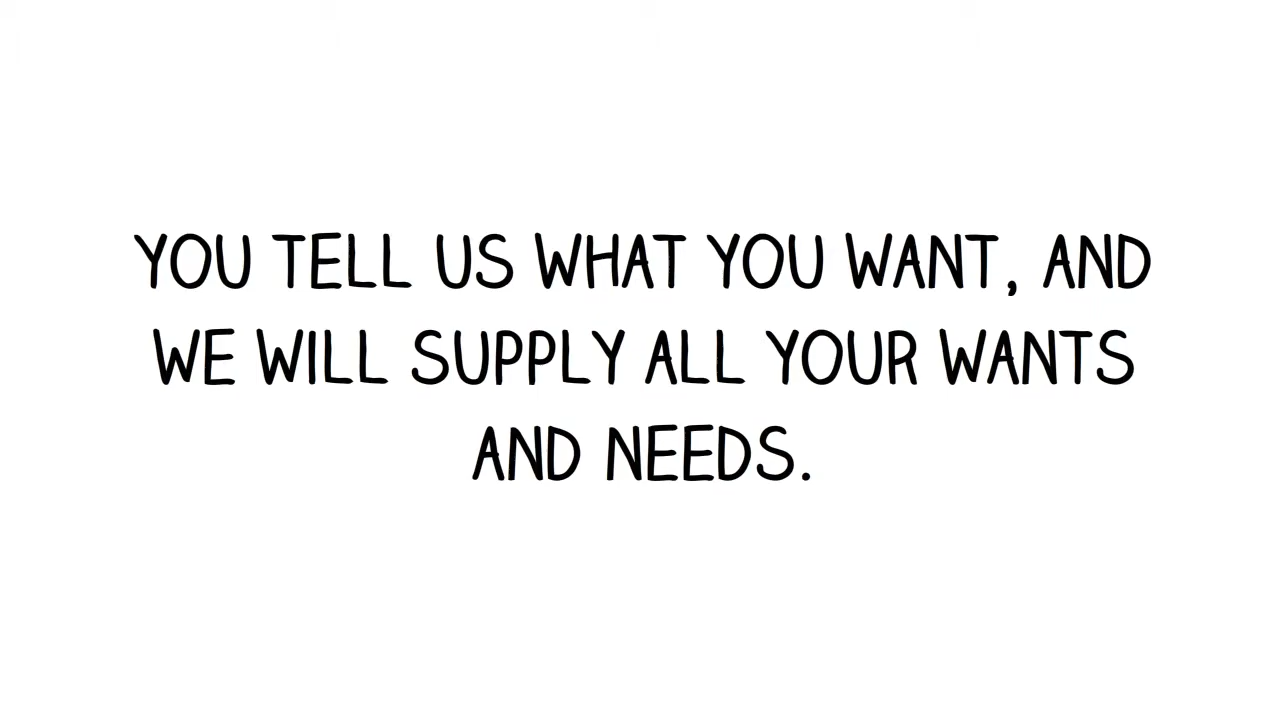 YOU TELL US WHAT YOU WANT, AND
WE WILL SUPPLY ALL YOUR WANTS
AND NEEDS.